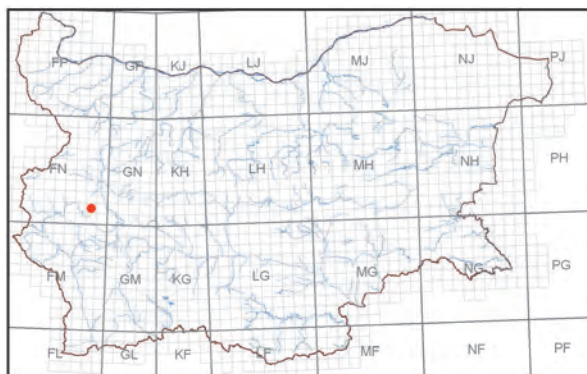 FP GP KJ LJ MJ NJ PJ
FN GN KH LH MH NH PH
FM GM KG LG MG NG PG
FL GL KF LF MF NF PF